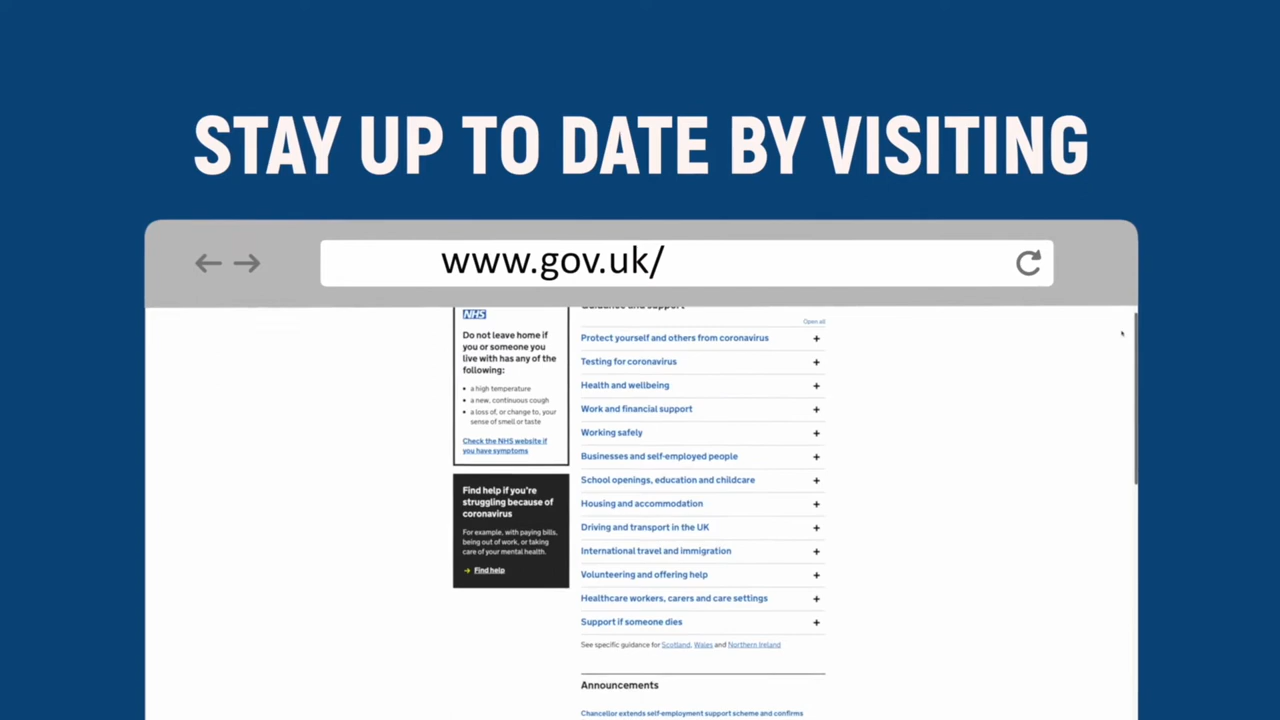 STAY UP TO DATE BY VISITING
www.gov.uk/
NHS
Do not leave home if
you or someone you
live with has any of the
following:
• a high temperature
• a new, continuous cough
• a loss of, or change to, your
sense of smell or taste
Check the NHS website if
you have symptoms
Find help if you're
struggling because of
coronavirus
For example, with paying bills,
being out of work, or taking
care of your mental health.
→ Find help
Guidance and support
Open all
Protect yourself and others from coronavirus +
Testing for coronavirus +
Health and wellbeing +
Work and financial support +
Working safely +
Businesses and self-employed people +
School openings, education and childcare +
Housing and accommodation +
Driving and transport in the UK +
International travel and immigration +
Volunteering and offering help +
Healthcare workers, carers and care settings +
Support if someone dies +
See specific guidance for Scotland, Wales and Northern Ireland
Announcements
Chancellor extends self-employment support scheme and confirms